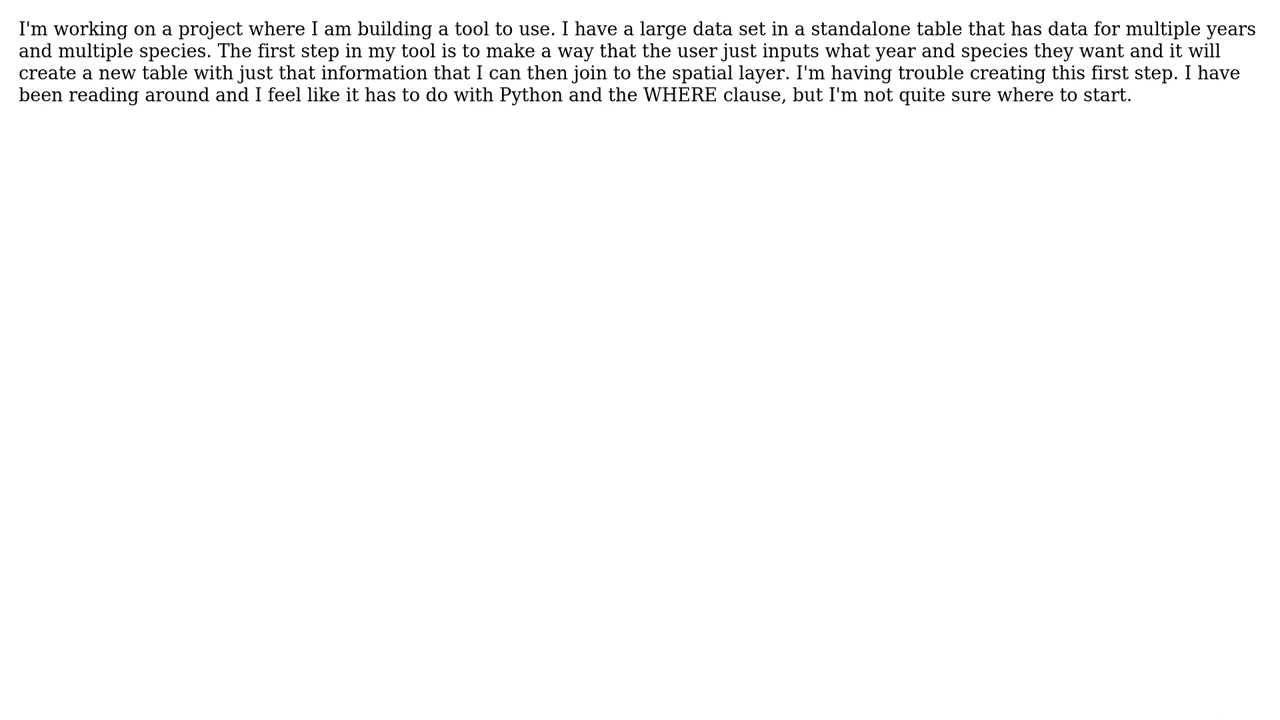 I'm working on a project where I am building a tool to use. I have a large data set in a standalone table that has data for multiple years
and multiple species. The first step in my tool is to make a way that the user just inputs what year and species they want and it will
create a new table with just that information that I can then join to the spatial layer. I'm having trouble creating this first step. I have
been reading around and I feel like it has to do with Python and the WHERE clause, but I'm not quite sure where to start.